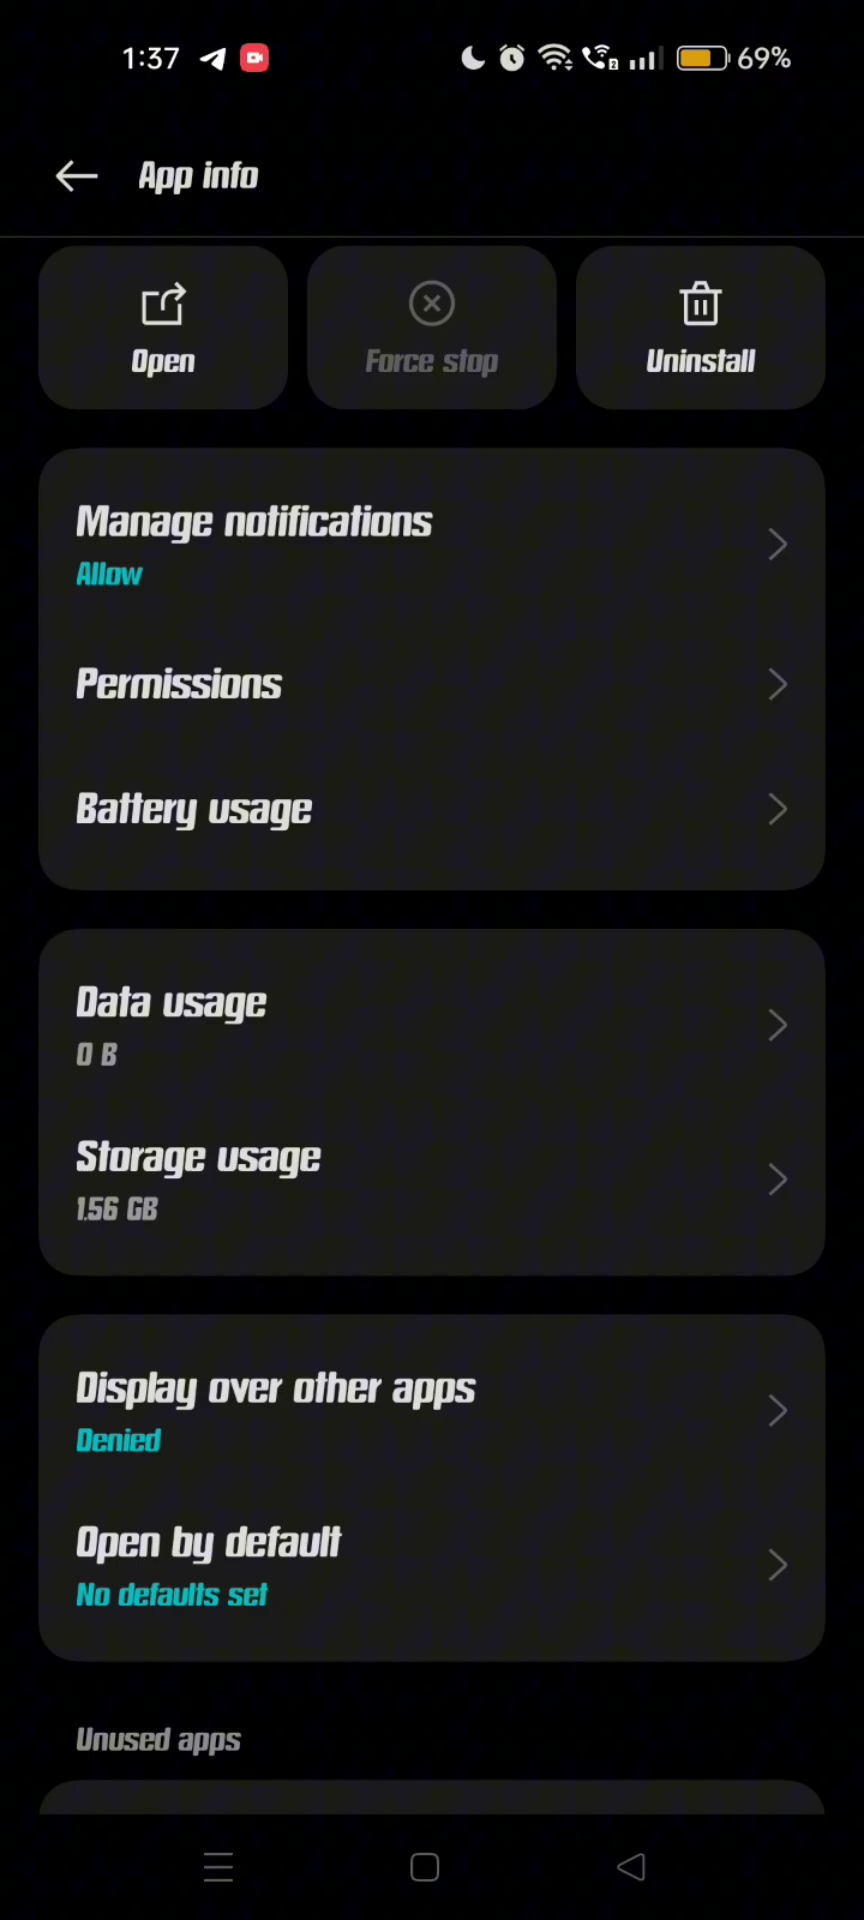 1:37
2
69%
App info
Open
Force stop
Uninstall
Manage notifications
Allow
Permissions
Battery usage
Data usage
0 B
Storage usage
1.56 GB
Display over other apps
Denied
Open by default
No defaults set
Unused apps